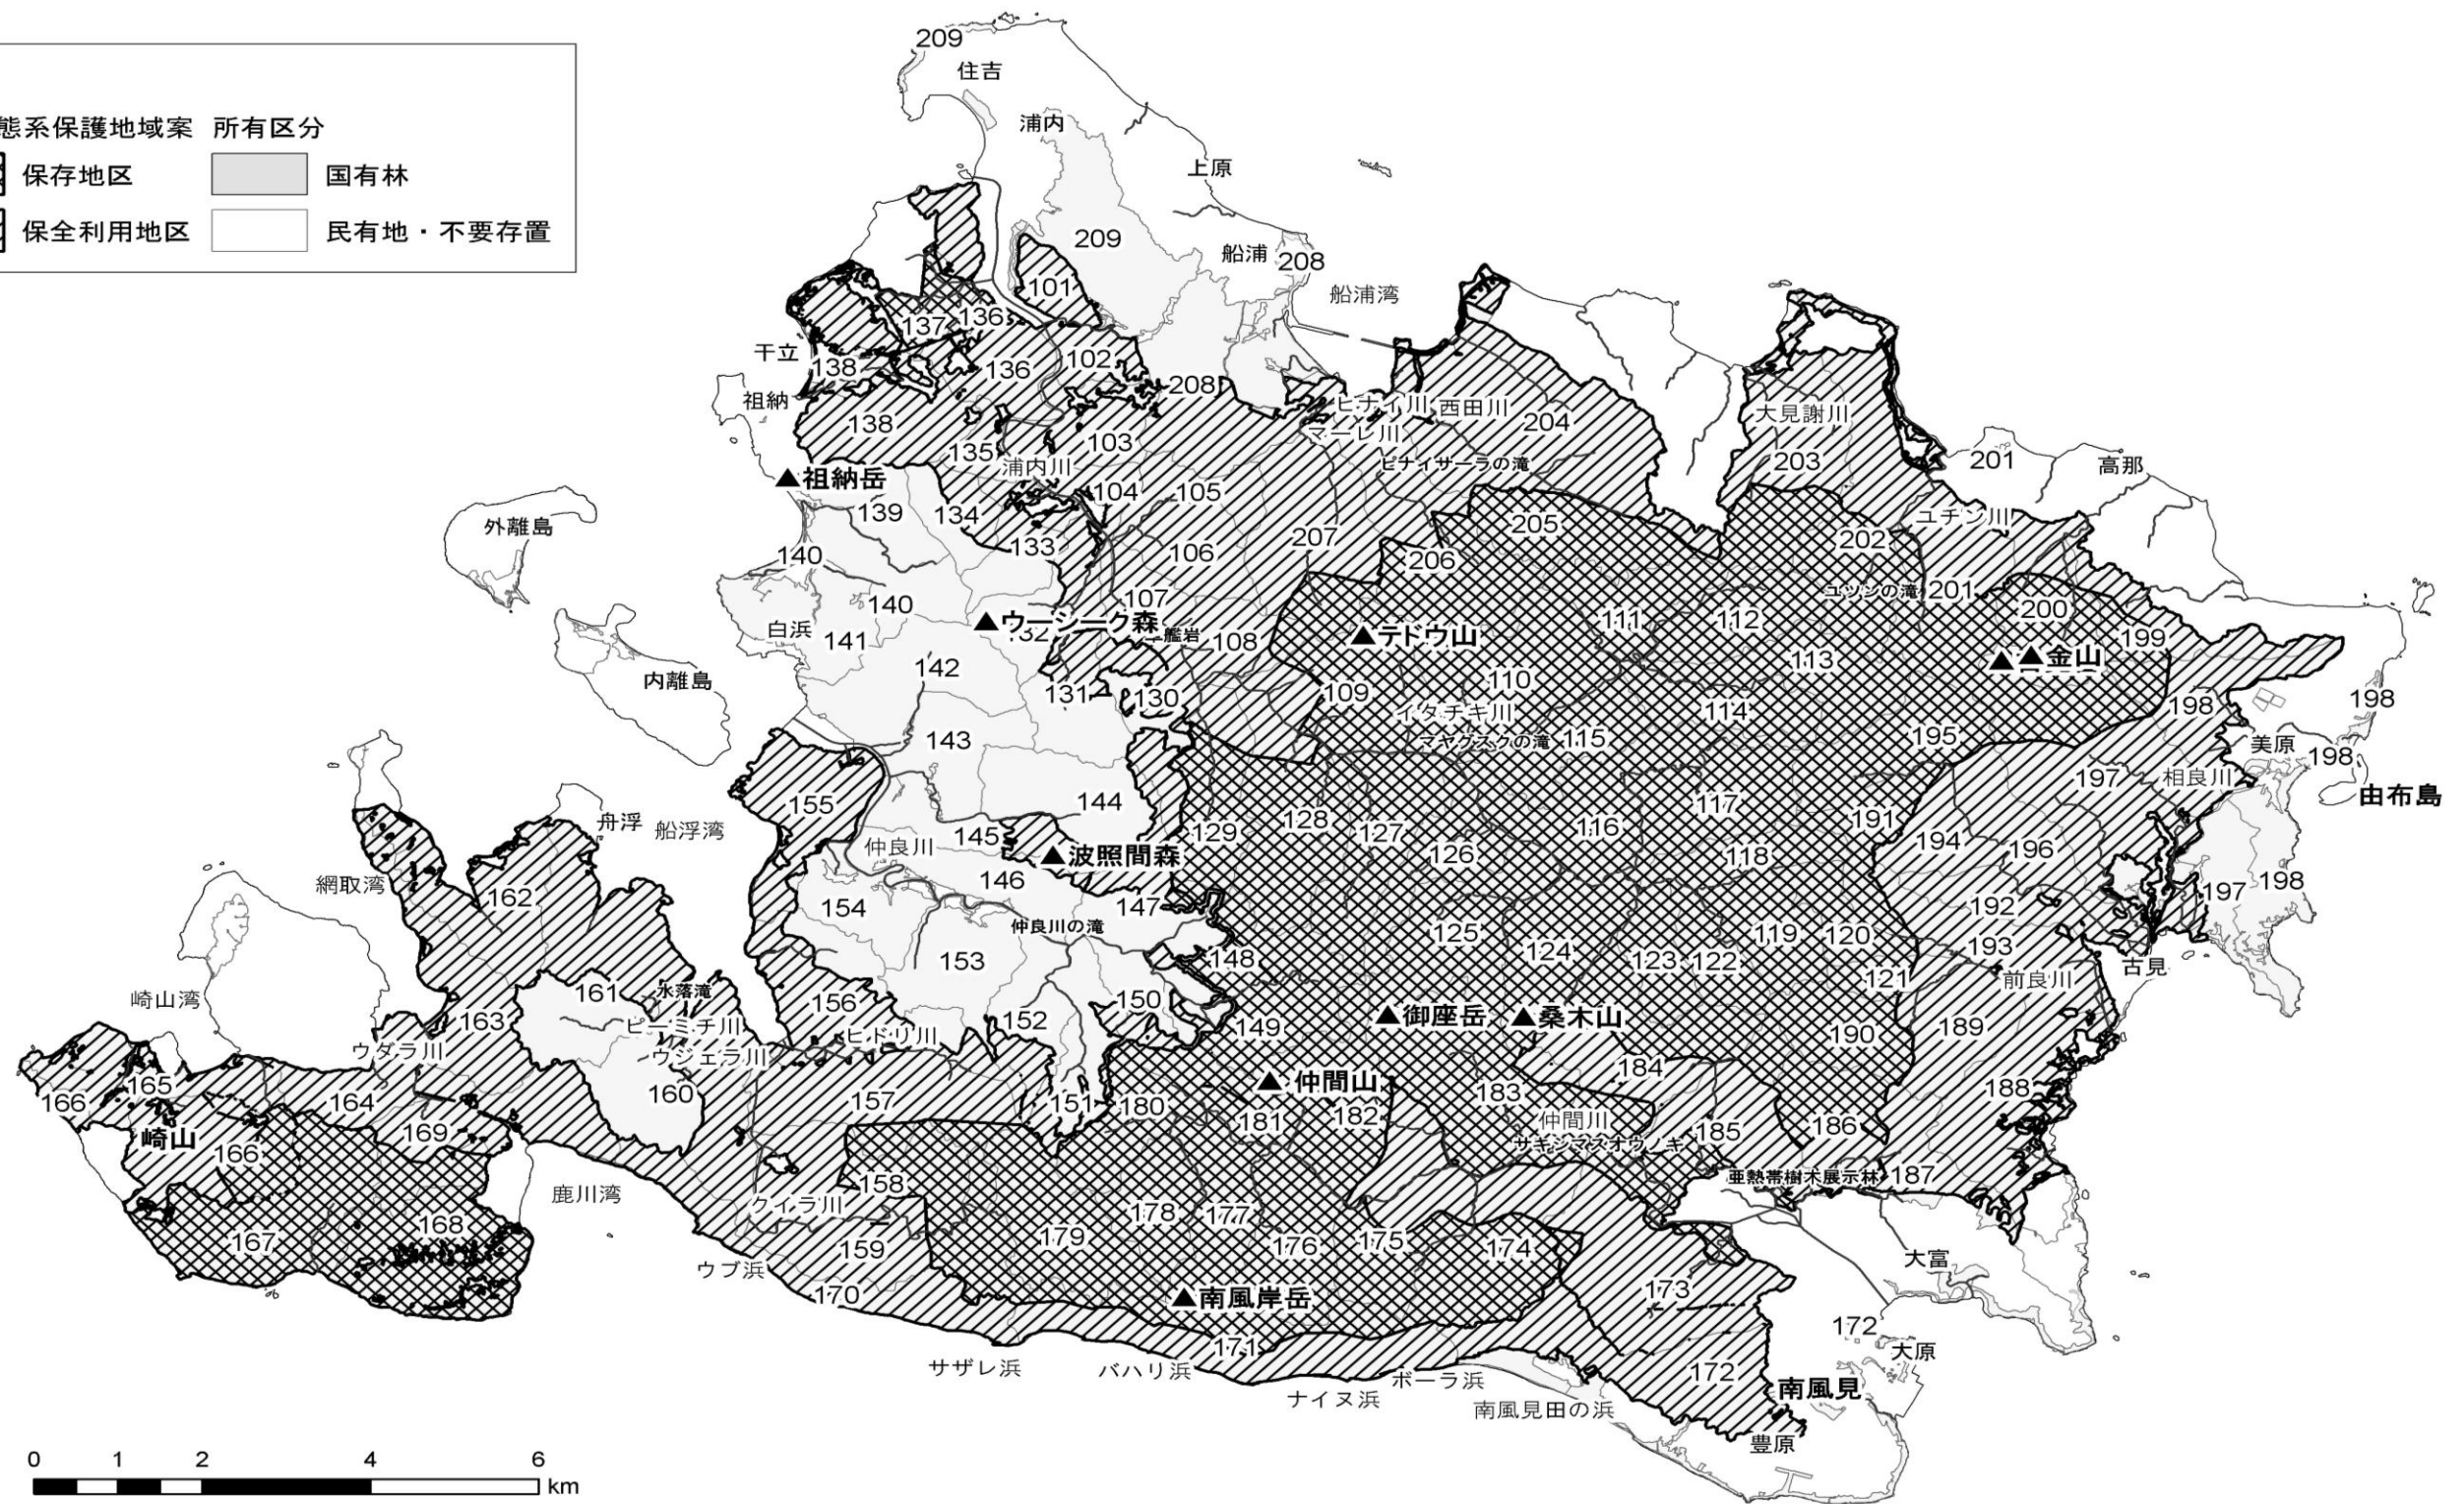 態系保護地域案 所有区分
保存地区 国有林
保全利用地区 民有地・不要存置
209
住吉
浦内
上原
209
船浦 208
船浦湾
101
137 136
干立
138
136
102
祖納
208
138
ヒナイ川 西田川 204
大見謝川
マーレ川
135
103
浦内川
ピナイサーラの滝
203
201
高那
▲祖納岳
104
105
139
134
205
ユチン川
外離島
133
106
207
202
140
206
ユツンの滝
201
140
107
111
112
200
白浜
141
▲ウーシーク森
132
艦岩
108
▲テドウ山
199
113
▲▲金山
142
内離島
131
130
109
110
イタチキ川
114
198
198
143
マヤグスクの滝
115
195
美原
198
197
相良川
由布島
155
144
129
128
127
116
117
191
舟浮
船浮湾
仲良川
145
▲波照間森
126
118
194
196
網取湾
162
146
154
147
197
198
仲良川の滝
125
192
153
148
124
123
122
119
120
193
古見
崎山湾
161
水落滝
156
150
121
前良川
163
ピーミチ川
ヒドリ川
152
149
▲御座岳
▲桑木山
190
189
ウダラ川
ウジェラ川
165
166
164
160
157
151
180
▲仲間山
183
184
188
崎山
169
181
182
仲間川
185
186
166
サキシマスオウノキ
鹿川湾
158
亜熱帯樹木展示林
187
クイラ川
167
168
179
178
177
176
175
174
159
大富
ウブ浜
170
▲南風岸岳
173
171
172
大原
サザレ浜
バハリ浜
ナイヌ浜
ボーラ浜
南風見田の浜
172
南風見
豊原
0 1 2 4 6
km